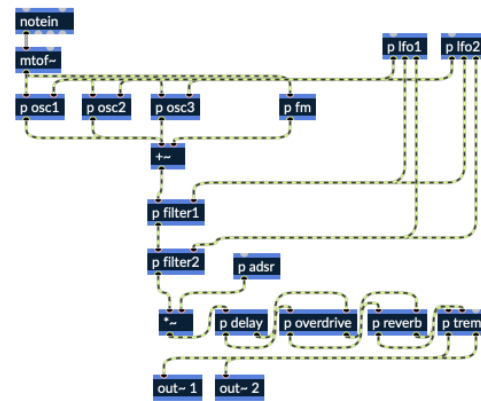 notein
mtof~
p lfo1
p lfo2
p osc1
p osc2
p osc3
p fm
+~
p filter1
p filter2
p adsr
*~
p delay
p overdrive
p reverb
p trem
out~ 1
out~ 2